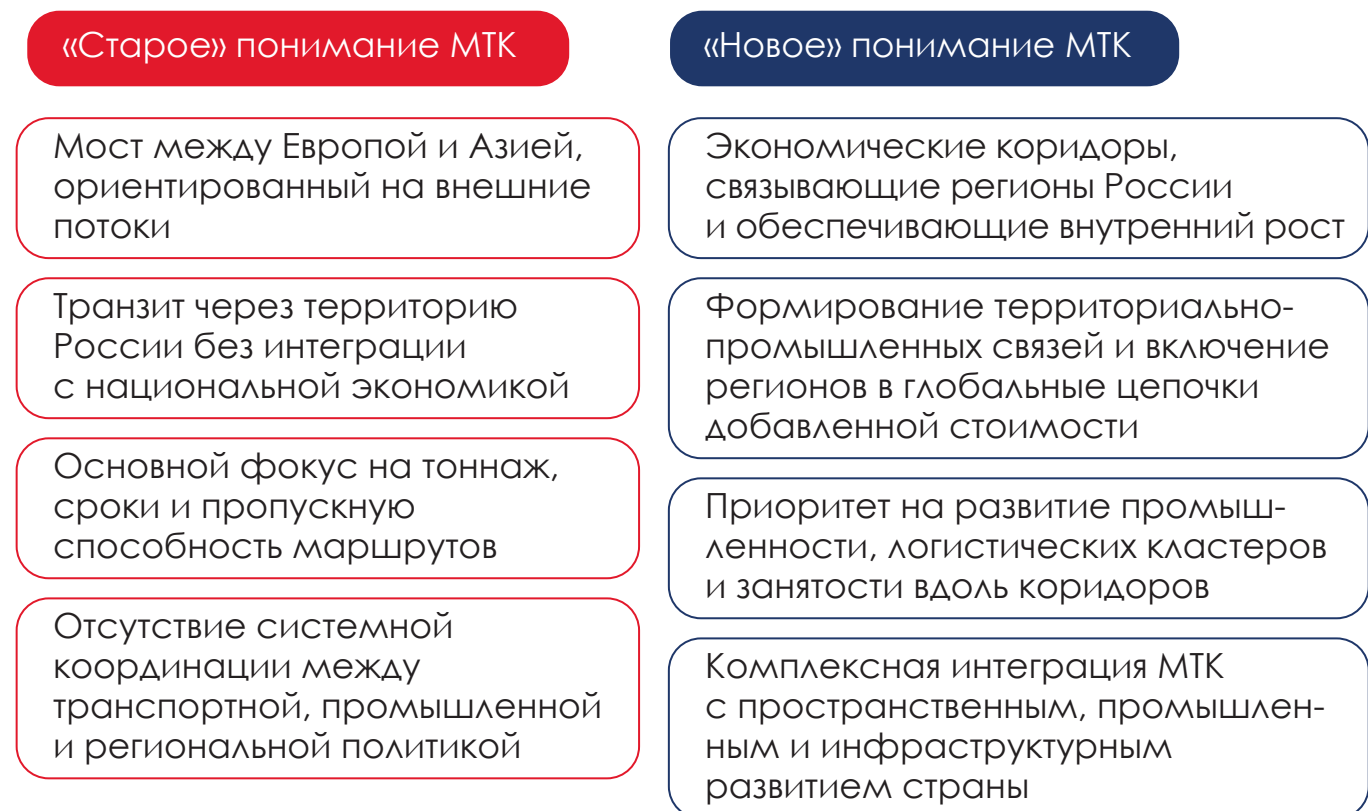 «Старое» понимание МТК
Мост между Европой и Азией,
ориентированный на внешние
потоки
Транзит через территорию
России без интеграции
с национальной экономикой
Основной фокус на тоннаж,
сроки и пропускную
способность маршрутов
Отсутствие системной
координации между
транспортной, промышленной
и региональной политикой
«Новое» понимание МТК
Экономические коридоры,
связывающие регионы России
и обеспечивающие внутренний рост
Формирование территориально-
промышленных связей и включение
регионов в глобальные цепочки
добавленной стоимости
Приоритет на развитие промыш-
ленности, логистических кластеров
и занятости вдоль коридоров
Комплексная интеграция МТК
с пространственным, промышлен-
ным и инфраструктурным
развитием страны